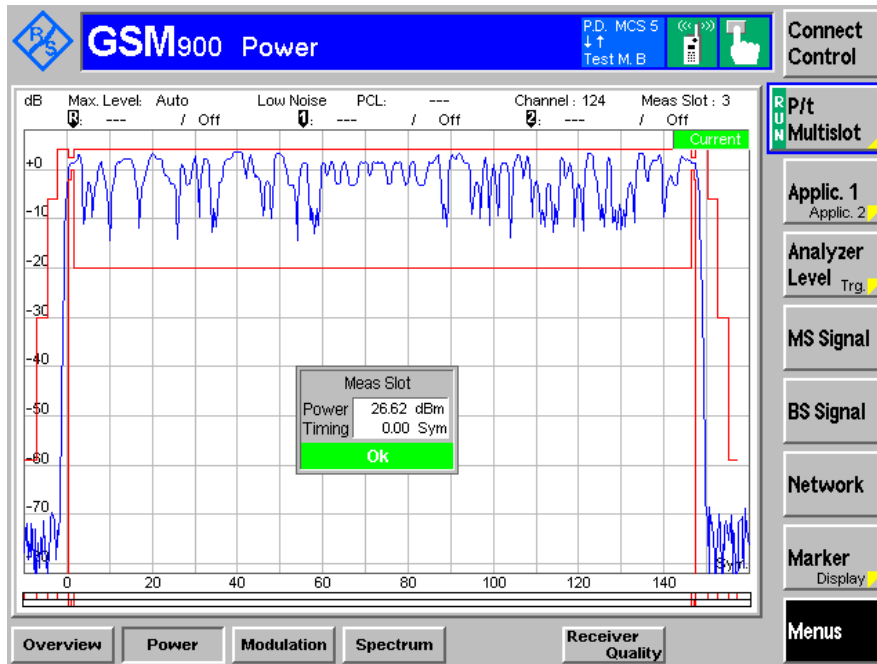 R/S
GSM900 Power
P.D. MCS 5
↓↑
Test M. B
Connect
Control
dB Max. Level: Auto Low Noise PCL: --- Channel : 124 Meas Slot : 3
R: --- / Off 1: --- / Off 2: --- / Off
Current
RUN
P/t
Multislot
Applic. 1
Applic. 2
Analyzer
Level Trg.
MS Signal
BS Signal
Network
Marker
Display
Menus
+0
-10
-20
-30
-40
-50
-60
-70
-80
Meas Slot
Power 26.62 dBm
Timing 0.00 Sym
Ok
Sym.
0 20 40 60 80 100 120 140
Overview Power Modulation Spectrum Receiver
Quality